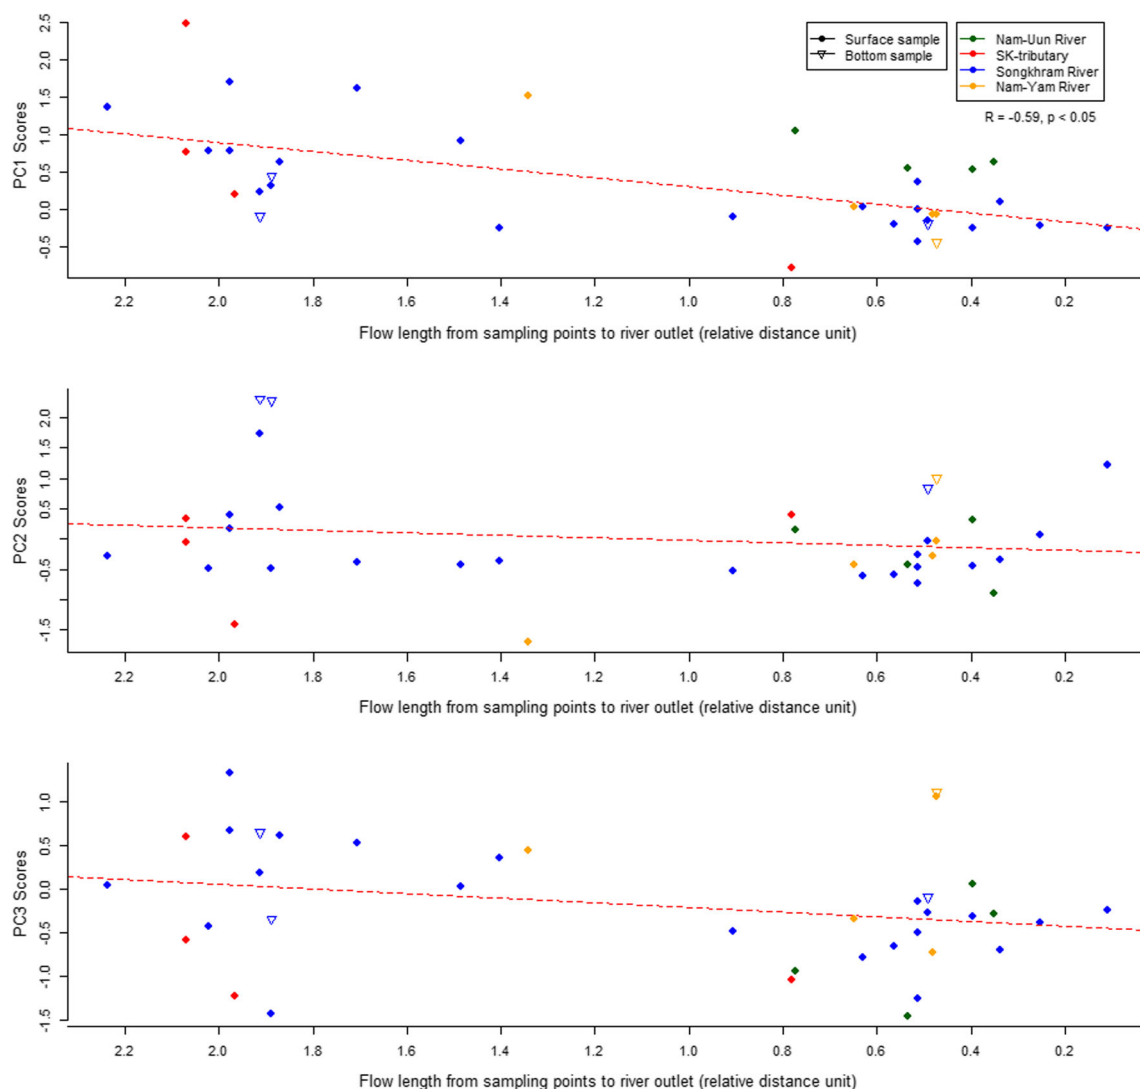 2.5
2.0
1.5
1.0
0.5
0.0
-0.5
PC1 Scores
Surface sample
Bottom sample
Nam-Uun River
SK-tributary
Songkhram River
Nam-Yam River
R = -0.59, p < 0.05
2.2 2.0 1.8 1.6 1.4 1.2 1.0 0.8 0.6 0.4 0.2
Flow length from sampling points to river outlet (relative distance unit)
2.0
1.5
1.0
0.5
-0.5
-1.5
PC2 Scores
2.2 2.0 1.8 1.6 1.4 1.2 1.0 0.8 0.6 0.4 0.2
Flow length from sampling points to river outlet (relative distance unit)
1.0
0.5
0.0
-0.5
-1.0
-1.5
PC3 Scores
2.2 2.0 1.8 1.6 1.4 1.2 1.0 0.8 0.6 0.4 0.2
Flow length from sampling points to river outlet (relative distance unit)